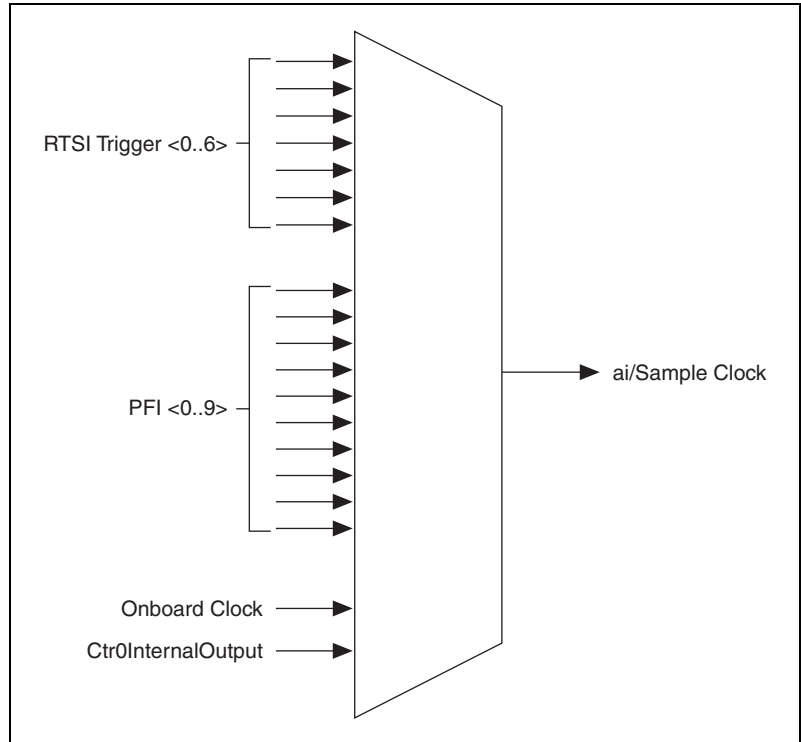 RTSI Trigger <0..6>
PFI <0..9>
ai/Sample Clock
Onboard Clock
Ctr0InternalOutput